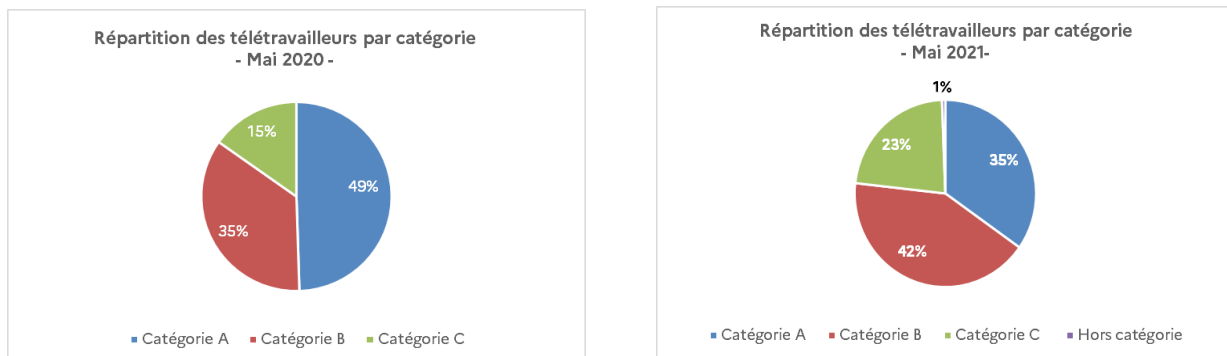 Répartition des télétravailleurs par catégorie
- Mai 2020 -
15%
49%
35%
Catégorie A Catégorie B Catégorie C
Répartition des télétravailleurs par catégorie
- Mai 2021-
1%
23%
35%
42%
Catégorie A Catégorie B Catégorie C Hors catégorie